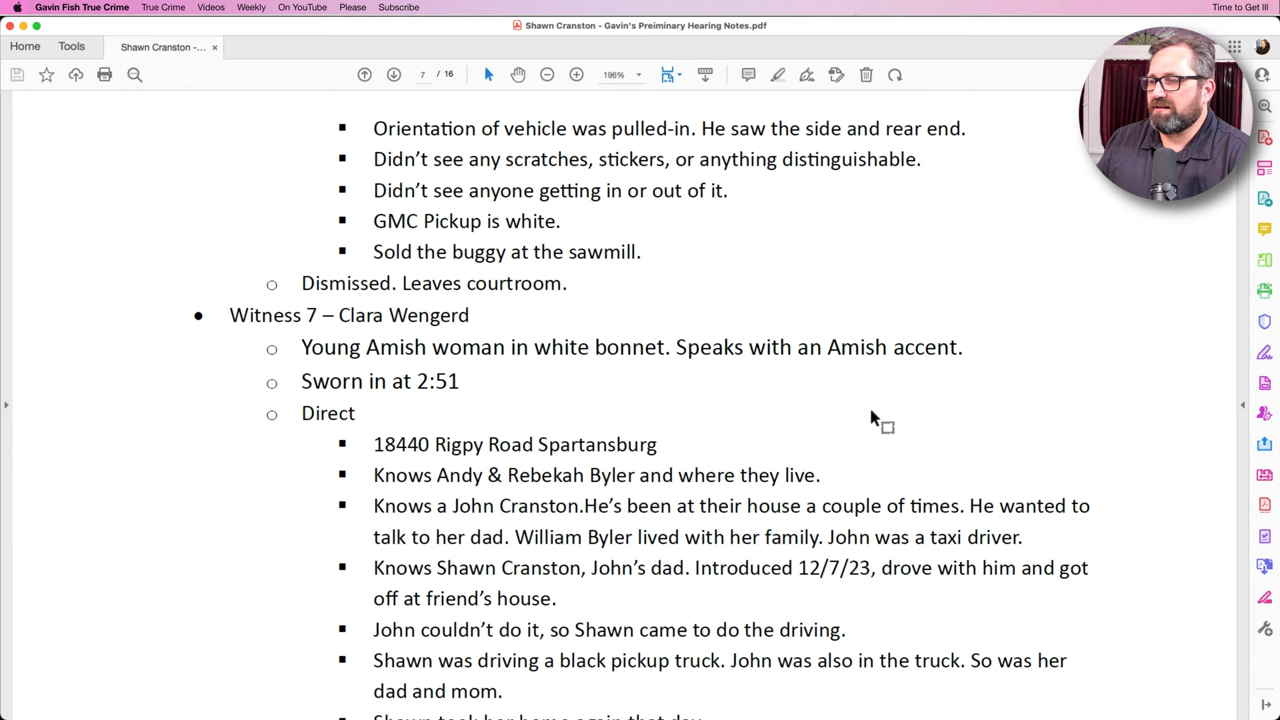 Gavin Fish True Crime True Crime Videos Weekly On YouTube Please Subscribe Time to Get Ill
Shawn Cranston - Gavin's Preiminary Hearing Notes.pdf
Home Tools Shawn Cranston -... ×
7 / 16 196%
▪ Orientation of vehicle was pulled-in. He saw the side and rear end.
▪ Didn't see any scratches, stickers, or anything distinguishable.
▪ Didn't see anyone getting in or out of it.
▪ GMC Pickup is white.
▪ Sold the buggy at the sawmill.
o Dismissed. Leaves courtroom.
• Witness 7 – Clara Wengerd
o Young Amish woman in white bonnet. Speaks with an Amish accent.
o Sworn in at 2:51
o Direct
▪ 18440 Rigpy Road Spartansburg
▪ Knows Andy & Rebekah Byler and where they live.
▪ Knows a John Cranston.He's been at their house a couple of times. He wanted to
talk to her dad. William Byler lived with her family. John was a taxi driver.
▪ Knows Shawn Cranston, John's dad. Introduced 12/7/23, drove with him and got
off at friend's house.
▪ John couldn't do it, so Shawn came to do the driving.
▪ Shawn was driving a black pickup truck. John was also in the truck. So was her
dad and mom.
▪ Shawn took her home again that day.